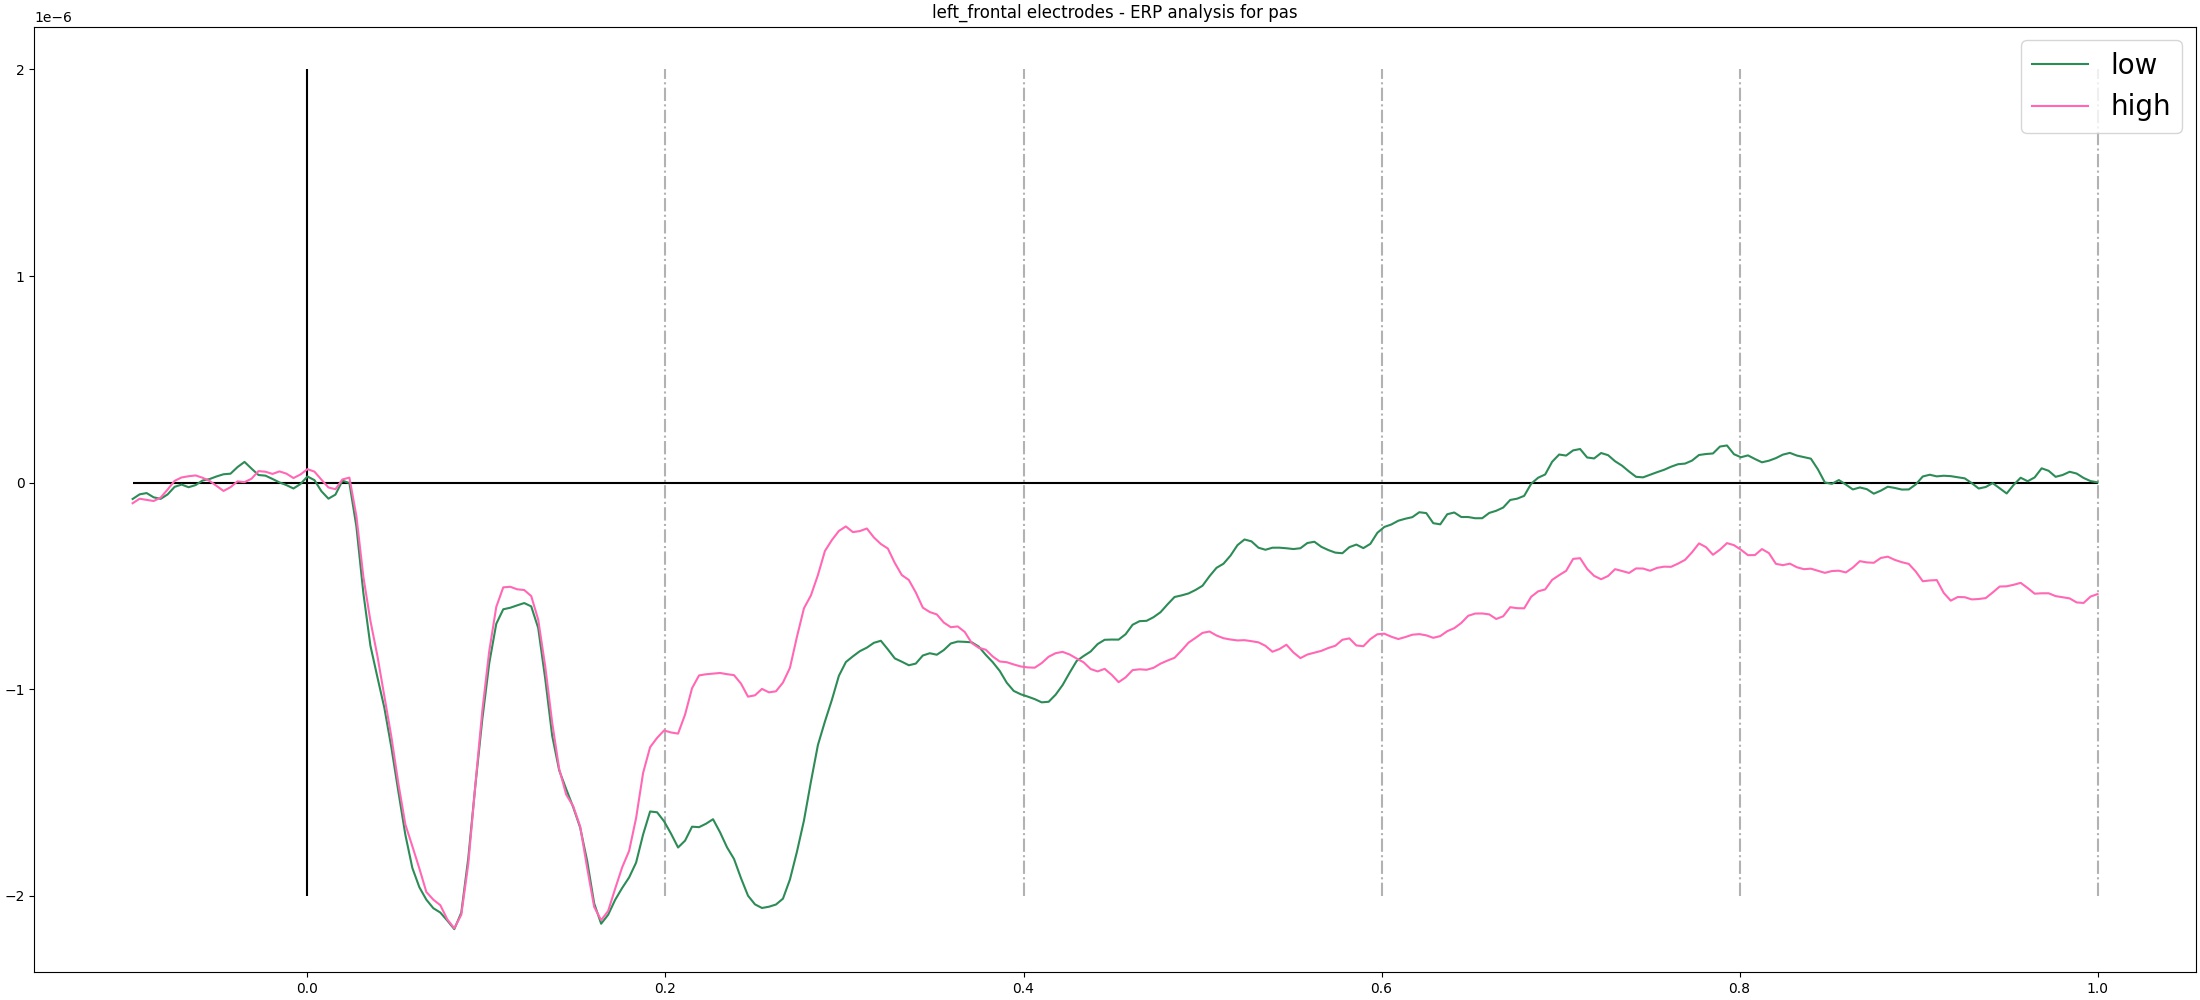 left_frontal electrodes - ERP analysis for pas
1e−6
low
high
2
1
0
−1
−2
0.0 0.2 0.4 0.6 0.8 1.0